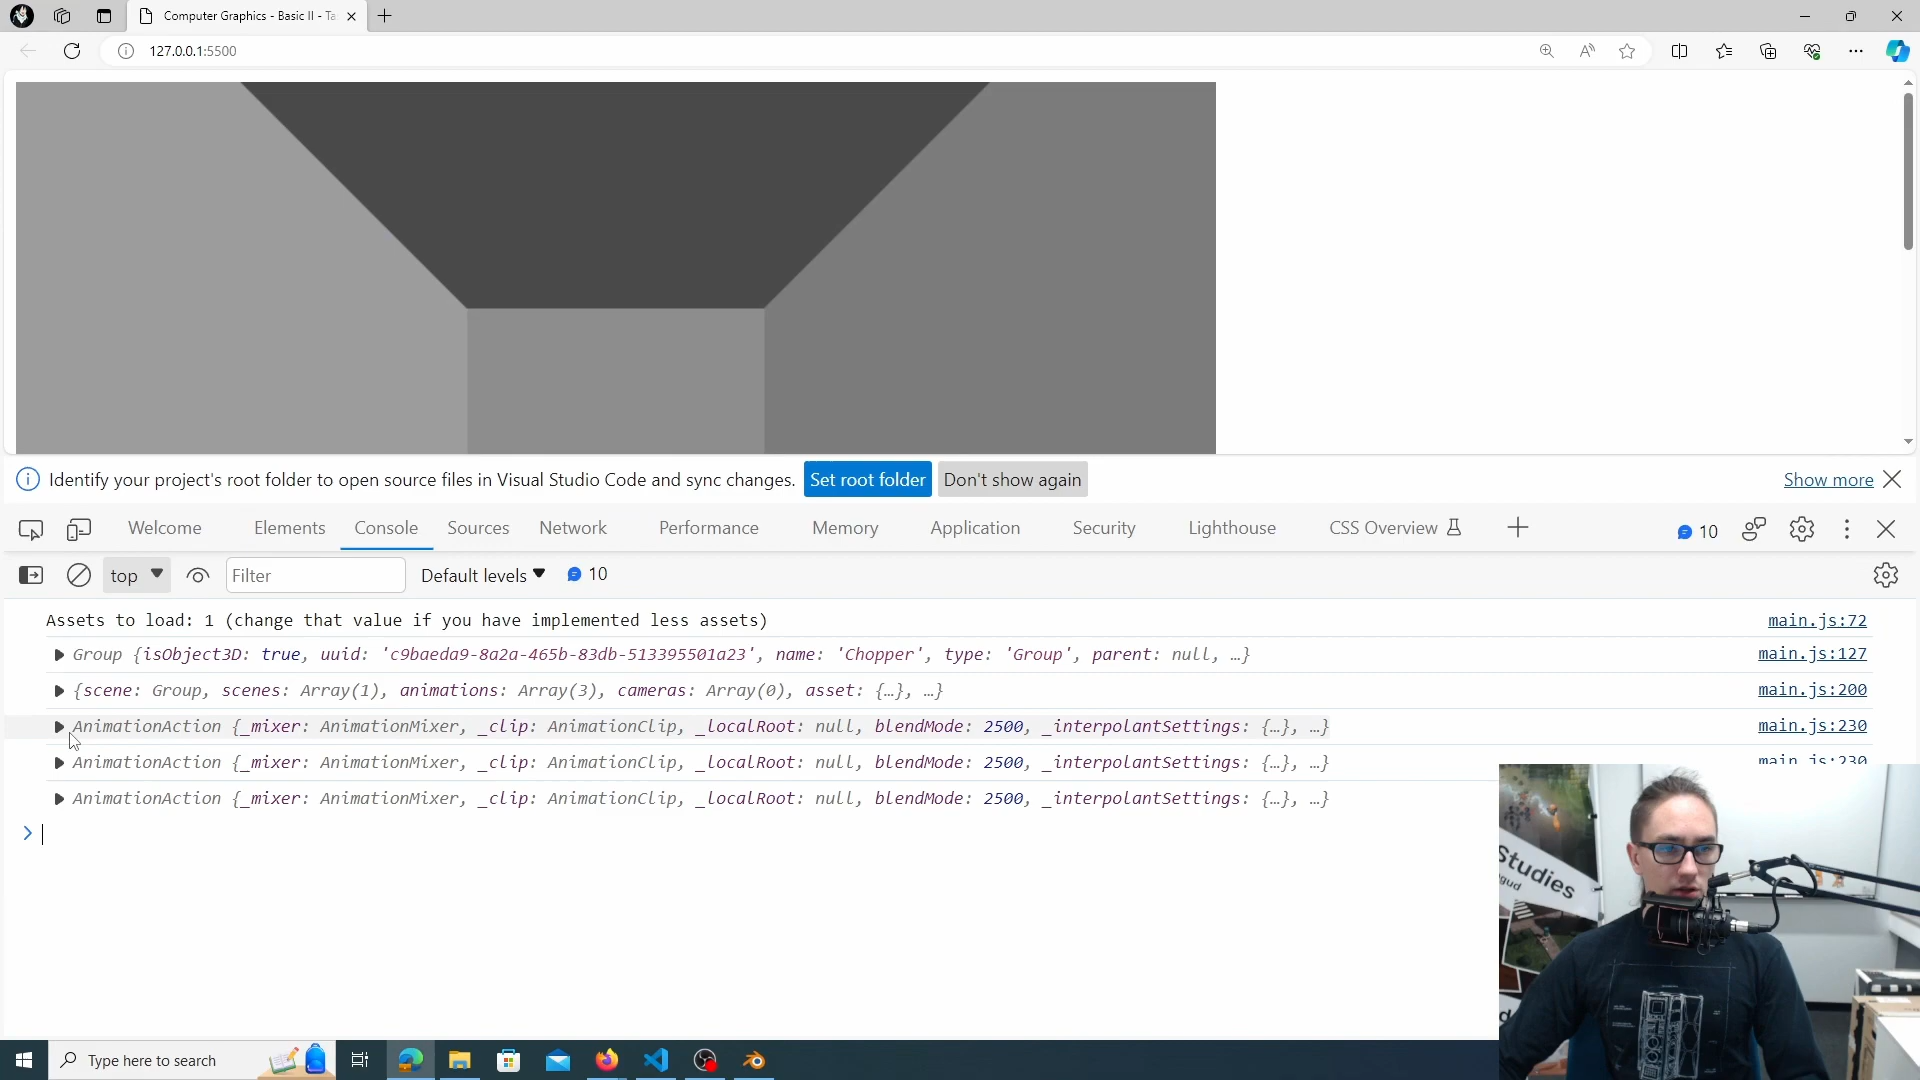 Computer Graphics - Basic II - Ta
127.0.0.1:5500
Identify your project's root folder to open source files in Visual Studio Code and sync changes. Set root folder Don't show again Show more
Welcome Elements Console Sources Network Performance Memory Application Security Lighthouse CSS Overview 10
top Filter Default levels 10
Assets to load: 1 (change that value if you have implemented less assets) main.js:72
Group {isObject3D: true, uuid: 'c9baeda9-8a2a-465b-83db-513395501a23', name: 'Chopper', type: 'Group', parent: null, …} main.js:127
{scene: Group, scenes: Array(1), animations: Array(3), cameras: Array(0), asset: {…}, …} main.js:200
AnimationAction {_mixer: AnimationMixer, _clip: AnimationClip, _localRoot: null, blendMode: 2500, _interpolantSettings: {…}, …} main.js:230
AnimationAction {_mixer: AnimationMixer, _clip: AnimationClip, _localRoot: null, blendMode: 2500, _interpolantSettings: {…}, …} main.js:230
AnimationAction {_mixer: AnimationMixer, _clip: AnimationClip, _localRoot: null, blendMode: 2500, _interpolantSettings: {…}, …}
Studies
Type here to search